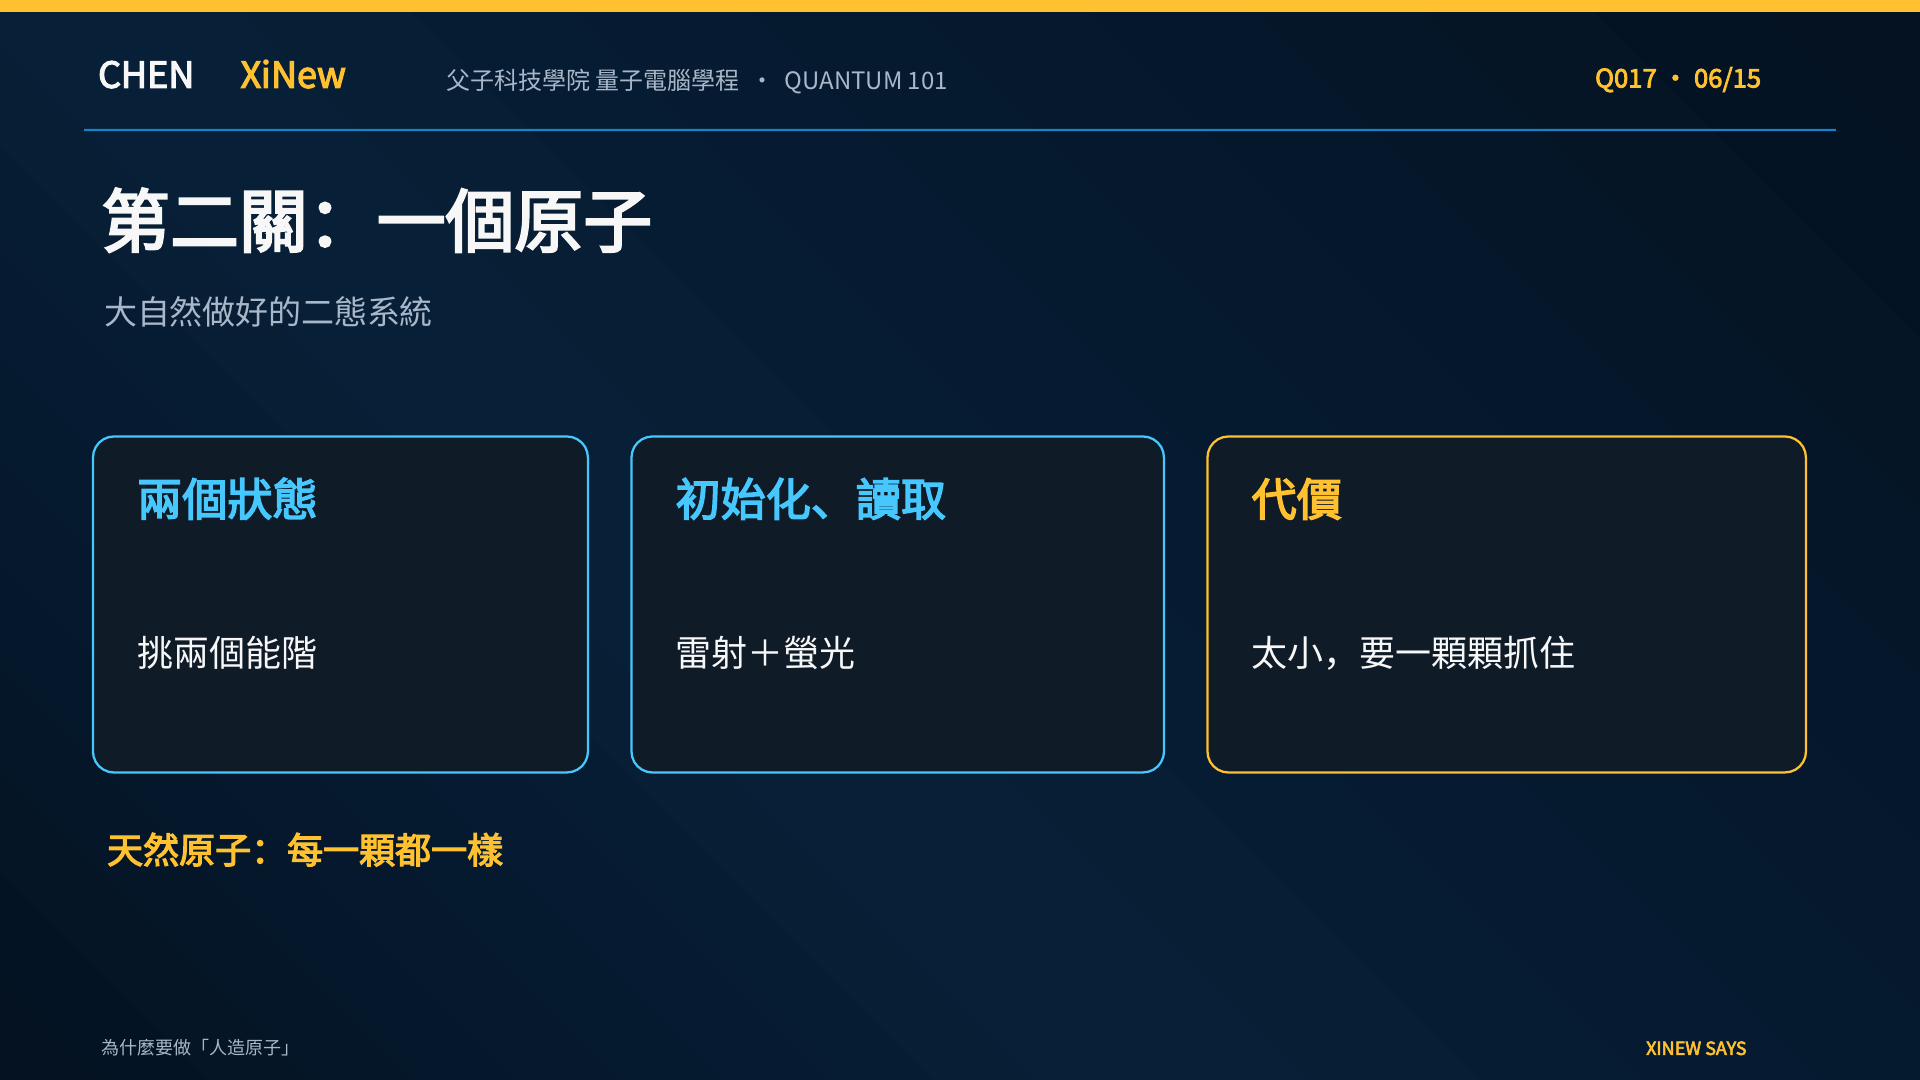 CHEN XiNew 父子科技學院 量子電腦學程 • QUANTUM 101 Q017 • 06/15
第二關：一個原子
大自然做好的二態系統
兩個狀態
挑兩個能階
初始化、讀取
雷射＋螢光
代價
太小，要一顆顆抓住
天然原子：每一顆都一樣
為什麼要做「人造原子」
XINEW SAYS